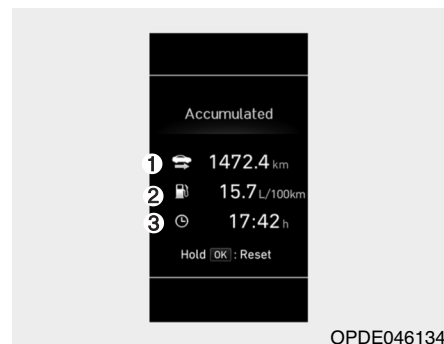 Accumulated
1 1472.4 km
2 15.7 L/100km
3 17:42 h
Hold OK : Reset
OPDE046134